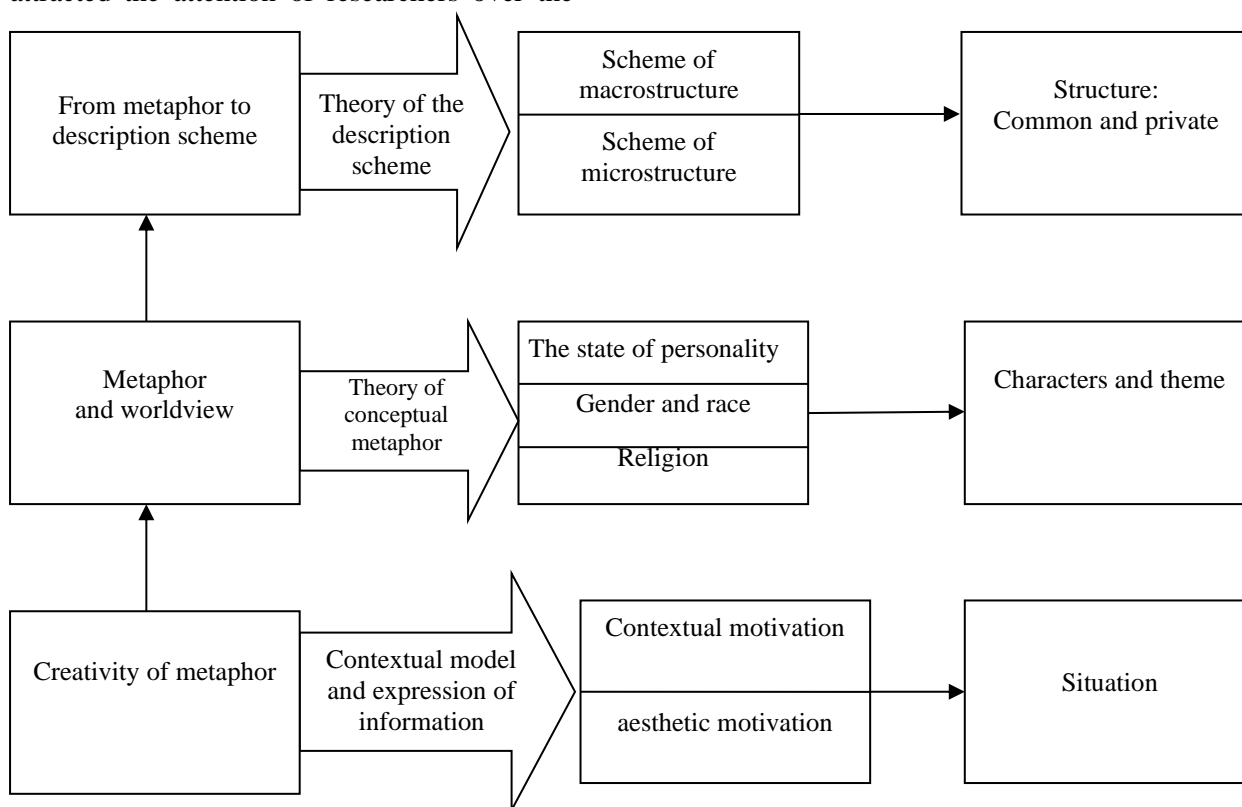 attracted the attention of researchers over the
From metaphor to
description scheme
Theory of the
description
scheme
Scheme of
macrostructure
Scheme of
microstructure
Structure:
Common and private
Metaphor
and worldview
Theory of
conceptual
metaphor
The state of personality
Gender and race
Religion
Characters and theme
Creativity of metaphor
Contextual model
and expression of
information
Contextual motivation
aesthetic motivation
Situation